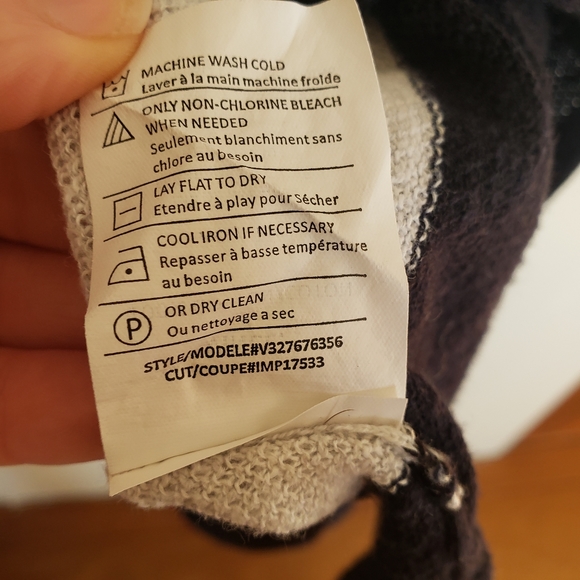 MACHINE WASH COLD
Laver à la main machine froide
ONLY NON-CHLORINE BLEACH
WHEN NEEDED
Seulement blanchiment sans
chlore au besoin
LAY FLAT TO DRY
Etendre à play pour sécher
COOL IRON IF NECESSARY
Repasser à basse température
au besoin
P
OR DRY CLEAN
Ou nettoyage a sec
STYLE/MODELE#V327676356
CUT/COUPE#IMP17533